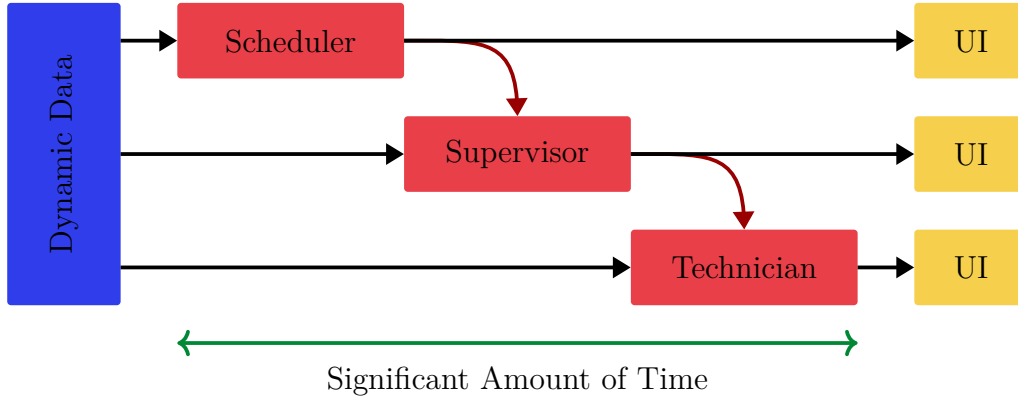 Dynamic Data
Scheduler
UI
Supervisor
UI
Technician
UI
Significant Amount of Time